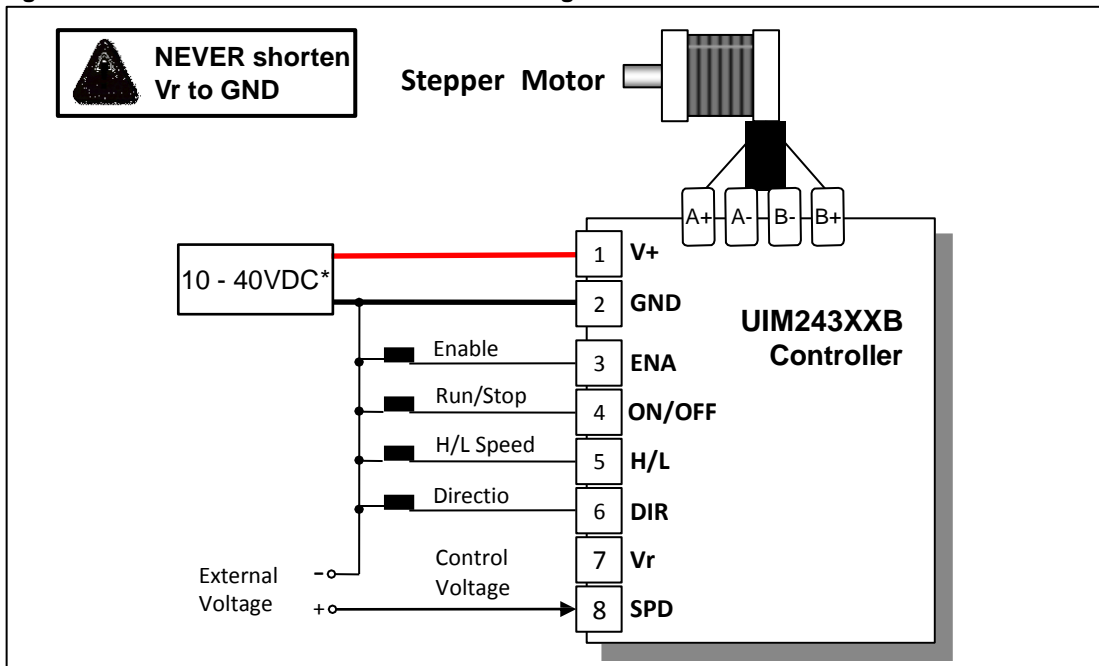 NEVER shorten
Vr to GND
Stepper Motor
A+ A- B- B+
10 - 40VDC*
1 V+
2 GND
UIM243XXB
Controller
Enable
3 ENA
Run/Stop
4 ON/OFF
H/L Speed
5 H/L
Directio
6 DIR
7 Vr
External
Voltage
-
+
Control
Voltage
8 SPD